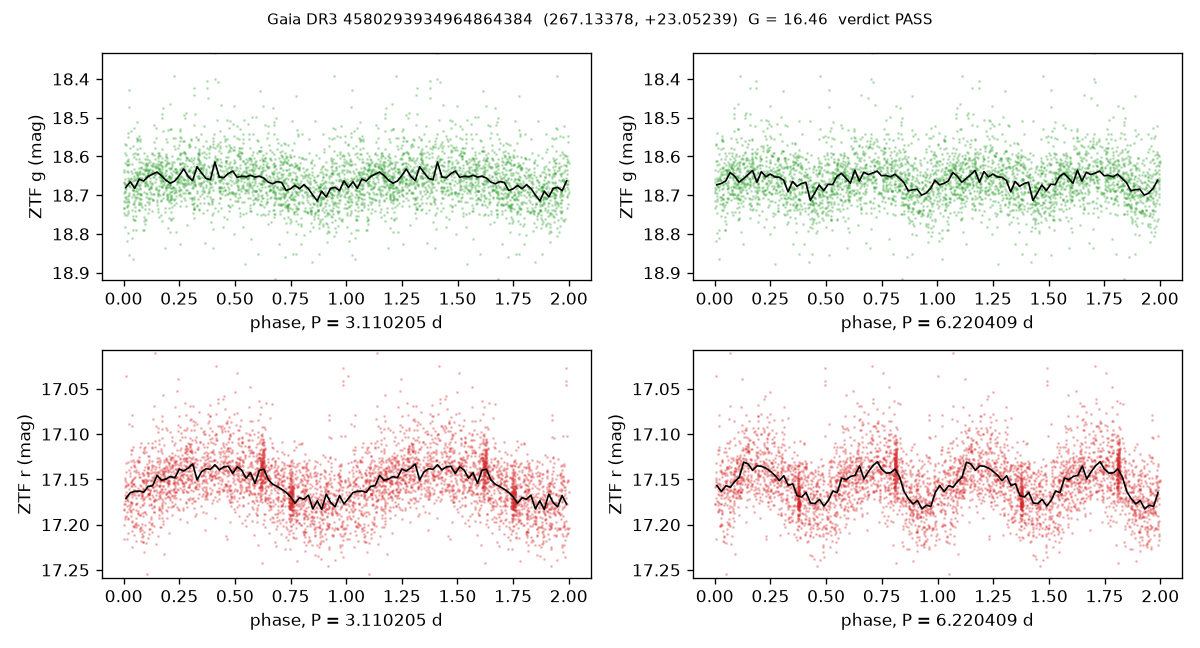 Gaia DR3 4580293934964864384  (267.13378, +23.05239)  G = 16.46  verdict PASS
ZTF g (mag)
18.4
18.5
18.6
18.7
18.8
18.9
0.00 0.25 0.50 0.75 1.00 1.25 1.50 1.75 2.00
phase, P = 3.110205 d
ZTF g (mag)
18.4
18.5
18.6
18.7
18.8
18.9
0.00 0.25 0.50 0.75 1.00 1.25 1.50 1.75 2.00
phase, P = 6.220409 d
ZTF r (mag)
17.05
17.10
17.15
17.20
17.25
0.00 0.25 0.50 0.75 1.00 1.25 1.50 1.75 2.00
phase, P = 3.110205 d
ZTF r (mag)
17.05
17.10
17.15
17.20
17.25
0.00 0.25 0.50 0.75 1.00 1.25 1.50 1.75 2.00
phase, P = 6.220409 d